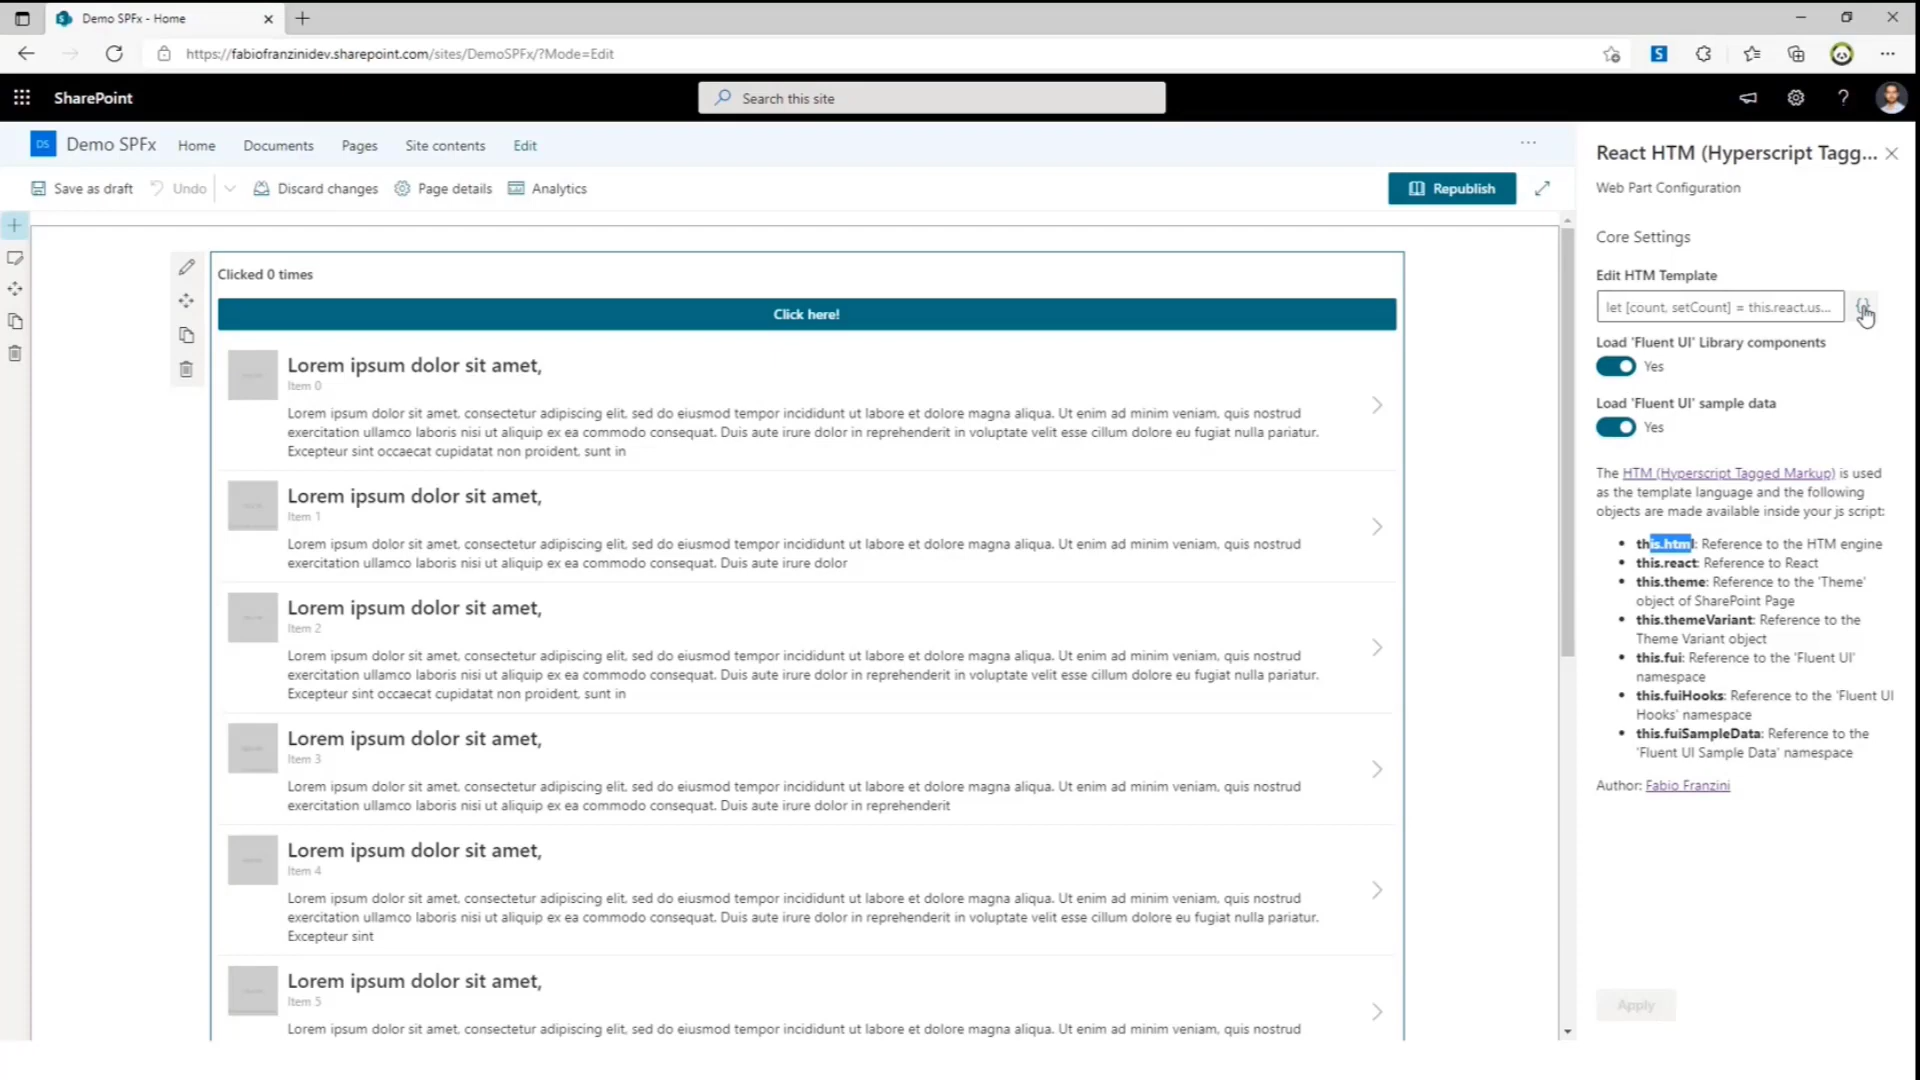 Demo SPFx - Home
https://fabiofranzinidev.sharepoint.com/sites/DemoSPFx/?Mode=Edit
SharePoint
Search this site
DS
Demo SPFx
Home
Documents
Pages
Site contents
Edit
Save as draft
Undo
Discard changes
Page details
Analytics
Republish
Clicked 0 times
Click here!
Lorem ipsum dolor sit amet,
Item 0
Lorem ipsum dolor sit amet, consectetur adipiscing elit, sed do eiusmod tempor incididunt ut labore et dolore magna aliqua. Ut enim ad minim veniam, quis nostrud
exercitation ullamco laboris nisi ut aliquip ex ea commodo consequat. Duis aute irure dolor in reprehenderit in voluptate velit esse cillum dolore eu fugiat nulla pariatur.
Excepteur sint occaecat cupidatat non proident, sunt in
Lorem ipsum dolor sit amet,
Item 1
Lorem ipsum dolor sit amet, consectetur adipiscing elit, sed do eiusmod tempor incididunt ut labore et dolore magna aliqua. Ut enim ad minim veniam, quis nostrud
exercitation ullamco laboris nisi ut aliquip ex ea commodo consequat. Duis aute irure dolor
Lorem ipsum dolor sit amet,
Item 2
Lorem ipsum dolor sit amet, consectetur adipiscing elit, sed do eiusmod tempor incididunt ut labore et dolore magna aliqua. Ut enim ad minim veniam, quis nostrud
exercitation ullamco laboris nisi ut aliquip ex ea commodo consequat. Duis aute irure dolor in reprehenderit in voluptate velit esse cillum dolore eu fugiat nulla pariatur.
Excepteur sint occaecat cupidatat non proident, sunt in
Lorem ipsum dolor sit amet,
Item 3
Lorem ipsum dolor sit amet, consectetur adipiscing elit, sed do eiusmod tempor incididunt ut labore et dolore magna aliqua. Ut enim ad minim veniam, quis nostrud
exercitation ullamco laboris nisi ut aliquip ex ea commodo consequat. Duis aute irure dolor in reprehenderit
Lorem ipsum dolor sit amet,
Item 4
Lorem ipsum dolor sit amet, consectetur adipiscing elit, sed do eiusmod tempor incididunt ut labore et dolore magna aliqua. Ut enim ad minim veniam, quis nostrud
exercitation ullamco laboris nisi ut aliquip ex ea commodo consequat. Duis aute irure dolor in reprehenderit in voluptate velit esse cillum dolore eu fugiat nulla pariatur.
Excepteur sint
Lorem ipsum dolor sit amet,
Item 5
Lorem ipsum dolor sit amet, consectetur adipiscing elit, sed do eiusmod tempor incididunt ut labore et dolore magna aliqua. Ut enim ad minim veniam, quis nostrud
React HTM (Hyperscript Tagg...
Web Part Configuration
Core Settings
Edit HTM Template
let [count, setCount] = this.react.us...
Load 'Fluent UI' Library components
Yes
Load 'Fluent UI' sample data
Yes
The HTM (Hyperscript Tagged Markup) is used
as the template language and the following
objects are made available inside your js script:
• this.html: Reference to the HTM engine
• this.react: Reference to React
• this.theme: Reference to the 'Theme'
object of SharePoint Page
• this.themeVariant: Reference to the
Theme Variant object
• this.fui: Reference to the 'Fluent UI'
namespace
• this.fuiHooks: Reference to the 'Fluent UI
Hooks' namespace
• this.fuiSampleData: Reference to the
'Fluent UI Sample Data' namespace
Author: Fabio Franzini
Apply